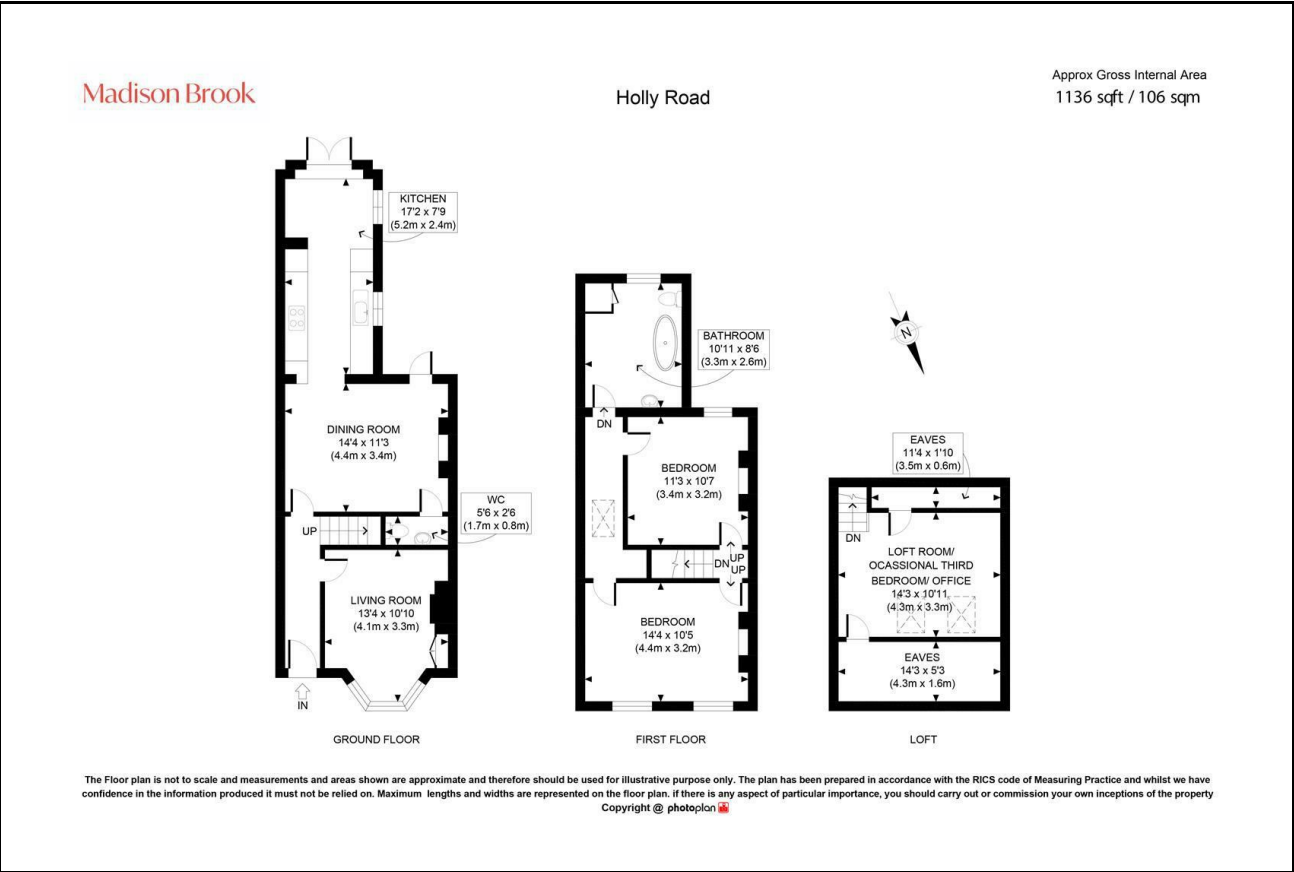 Madison Brook
Holly Road
Approx Gross Internal Area
1136 sqft / 106 sqm
KITCHEN
17'2 x 7'9
(5.2m x 2.4m)
DINING ROOM
14'4 x 11'3
(4.4m x 3.4m)
WC
5'6 x 2'6
(1.7m x 0.8m)
UP
LIVING ROOM
13'4 x 10'10
(4.1m x 3.3m)
IN
GROUND FLOOR
BATHROOM
10'11 x 8'6
(3.3m x 2.6m)
DN
BEDROOM
11'3 x 10'7
(3.4m x 3.2m)
UP
DN
UP
BEDROOM
14'4 x 10'5
(4.4m x 3.2m)
FIRST FLOOR
N
EAVES
11'4 x 1'10
(3.5m x 0.6m)
DN
LOFT ROOM/
OCASSIONAL THIRD
BEDROOM/ OFFICE
14'3 x 10'11
(4.3m x 3.3m)
EAVES
14'3 x 5'3
(4.3m x 1.6m)
LOFT
The Floor plan is not to scale and measurements and areas shown are approximate and therefore should be used for illustrative purpose only. The plan has been prepared in accordance with the RICS code of Measuring Practice and whilst we have
confidence in the information produced it must not be relied on. Maximum lengths and widths are represented on the floor plan. if there is any aspect of particular importance, you should carry out or commission your own inceptions of the property
Copyright @ photoplan